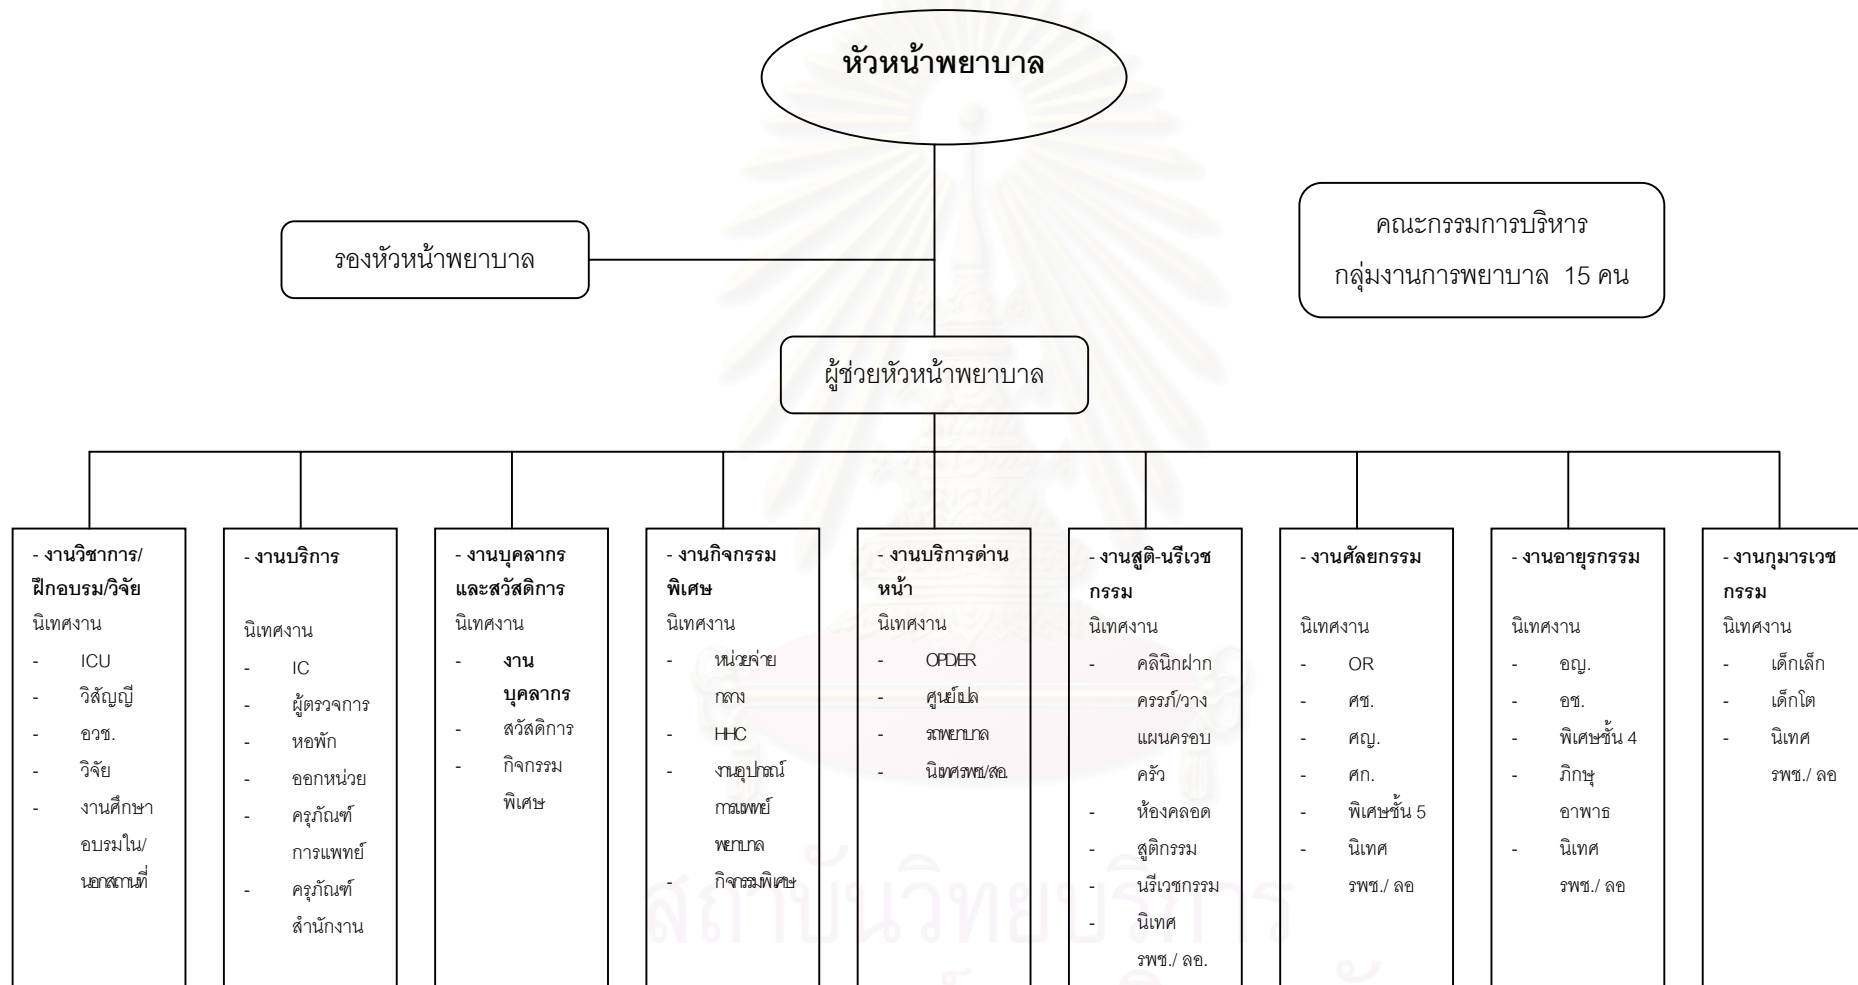 หัวหน้าพยาบาล
รองหัวหน้าพยาบาล
คณะกรรมการบริหาร
กลุ่มงานการพยาบาล 15 คน
ผู้ช่วยหัวหน้าพยาบาล
- งานวิชาการ/
ฝึกอบรม/วิจัย
นิเทศงาน
- ICU
- วิสัญญี
- อวช.
- วิจัย
- งานศึกษา
อบรมใน/
นอกสถานที่
- งานบริการ
นิเทศงาน
- IC
- ผู้ตรวจการ
- หอพัก
- ออกหน่วย
- ครุภัณฑ์
การแพทย์
- ครุภัณฑ์
สำนักงาน
- งานบุคลากร
และสวัสดิการ
นิเทศงาน
- งาน
บุคลากร
- สวัสดิการ
- กิจกรรม
พิเศษ
- งานกิจกรรม
พิเศษ
นิเทศงาน
- หน่วยจ่าย
กลาง
- HHC
- งานอุปกรณ์
การแพทย์
พยาบาล
- กิจกรรมพิเศษ
- งานบริการด่าน
หน้า
นิเทศงาน
- OPD/ER
- ศูนย์เปล
- รถพยาบาล
- นิเทศรพช/สอ.
- งานสูติ-นรีเวช
กรรม
นิเทศงาน
- คลินิกฝาก
ครรภ์/วาง
แผนครอบ
ครัว
- ห้องคลอด
- สูติกรรม
- นรีเวชกรรม
- นิเทศ
รพช./ ลอ.
- งานศัลยกรรม
นิเทศงาน
- OR
- ศช.
- ศญ.
- ศก.
- พิเศษชั้น 5
- นิเทศ
รพช./ ลอ
- งานอายุรกรรม
นิเทศงาน
- อญ.
- อช.
- พิเศษชั้น 4
- ภิกษุ
อาพาธ
- นิเทศ
รพช./ ลอ
- งานกุมารเวช
กรรม
นิเทศงาน
- เด็กเล็ก
- เด็กโต
- นิเทศ
รพช./ ลอ
สถาบันวิทยบริการ